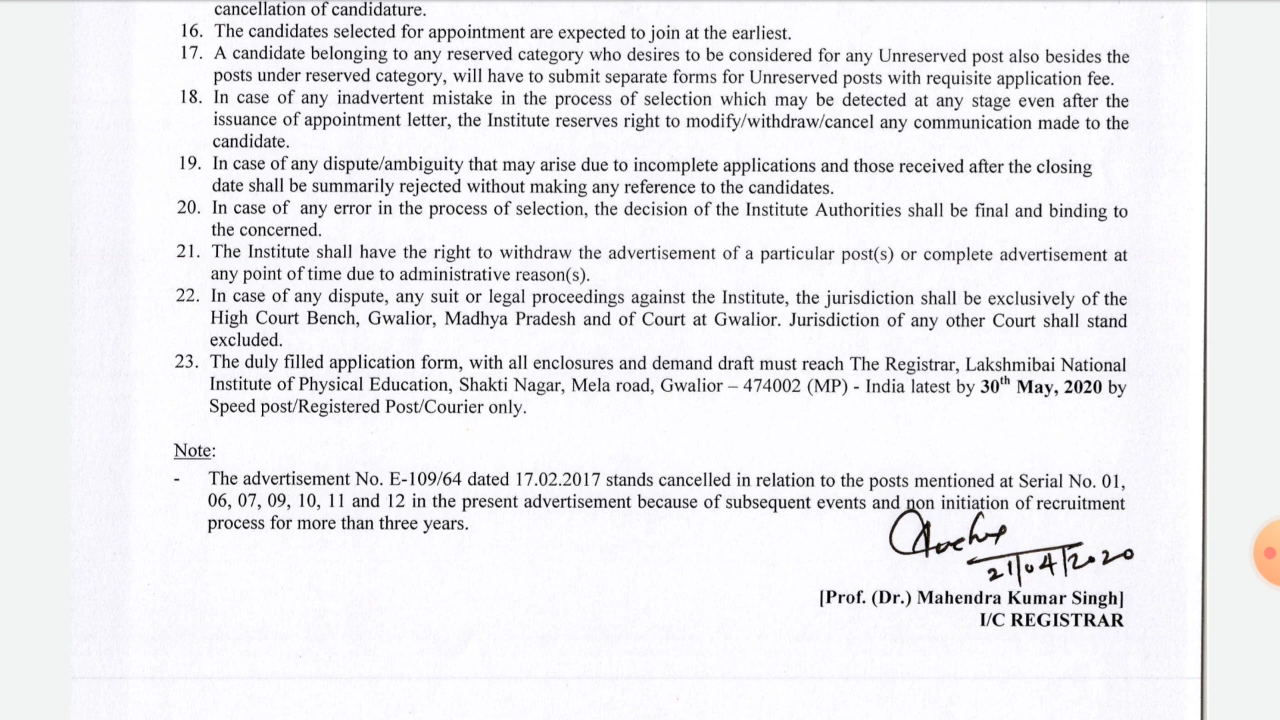 cancellation of candidature.
16. The candidates selected for appointment are expected to join at the earliest.
17. A candidate belonging to any reserved category who desires to be considered for any Unreserved post also besides the
posts under reserved category, will have to submit separate forms for Unreserved posts with requisite application fee.
18. In case of any inadvertent mistake in the process of selection which may be detected at any stage even after the
issuance of appointment letter, the Institute reserves right to modify/withdraw/cancel any communication made to the
candidate.
19. In case of any dispute/ambiguity that may arise due to incomplete applications and those received after the closing
date shall be summarily rejected without making any reference to the candidates.
20. In case of any error in the process of selection, the decision of the Institute Authorities shall be final and binding to
the concerned.
21. The Institute shall have the right to withdraw the advertisement of a particular post(s) or complete advertisement at
any point of time due to administrative reason(s).
22. In case of any dispute, any suit or legal proceedings against the Institute, the jurisdiction shall be exclusively of the
High Court Bench, Gwalior, Madhya Pradesh and of Court at Gwalior. Jurisdiction of any other Court shall stand
excluded.
23. The duly filled application form, with all enclosures and demand draft must reach The Registrar, Lakshmibai National
Institute of Physical Education, Shakti Nagar, Mela road, Gwalior – 474002 (MP) - India latest by 30th May, 2020 by
Speed post/Registered Post/Courier only.
Note:
- The advertisement No. E-109/64 dated 17.02.2017 stands cancelled in relation to the posts mentioned at Serial No. 01,
06, 07, 09, 10, 11 and 12 in the present advertisement because of subsequent events and non initiation of recruitment
process for more than three years.
21/04/2020
[Prof. (Dr.) Mahendra Kumar Singh]
I/C REGISTRAR